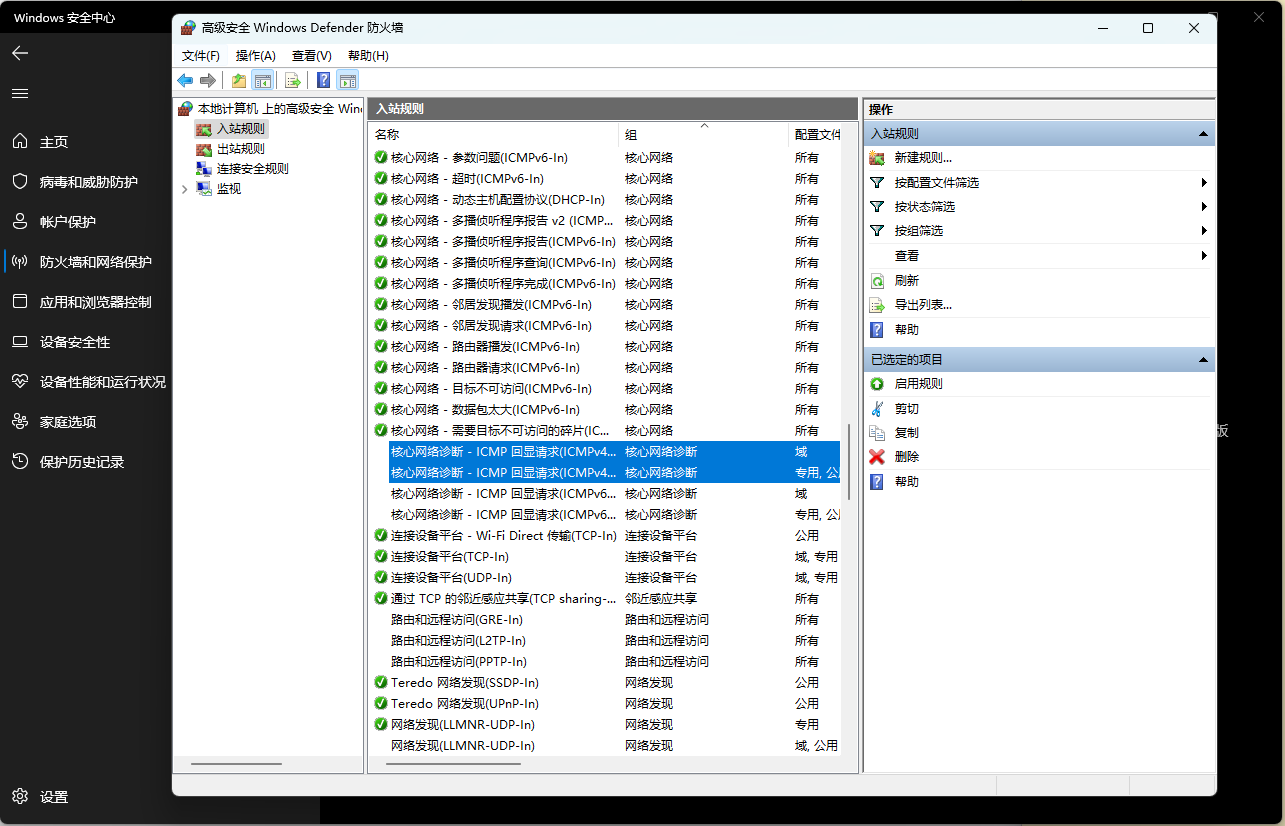 Windows 安全中心
主页
病毒和威胁防护
帐户保护
防火墙和网络保护
应用和浏览器控制
设备安全性
设备性能和运行状况
家庭选项
保护历史记录
设置
高级安全 Windows Defender 防火墙
文件(F) 操作(A) 查看(V) 帮助(H)
本地计算机 上的高级安全 Win
入站规则
出站规则
连接安全规则
监视
入站规则
名称 组 配置文件
核心网络 - 参数问题(ICMPv6-In) 核心网络 所有
核心网络 - 超时(ICMPv6-In) 核心网络 所有
核心网络 - 动态主机配置协议(DHCP-In) 核心网络 所有
核心网络 - 多播侦听程序报告 v2 (ICMP... 核心网络 所有
核心网络 - 多播侦听程序报告(ICMPv6-In) 核心网络 所有
核心网络 - 多播侦听程序查询(ICMPv6-In) 核心网络 所有
核心网络 - 多播侦听程序完成(ICMPv6-In) 核心网络 所有
核心网络 - 邻居发现播发(ICMPv6-In) 核心网络 所有
核心网络 - 邻居发现请求(ICMPv6-In) 核心网络 所有
核心网络 - 路由器播发(ICMPv6-In) 核心网络 所有
核心网络 - 路由器请求(ICMPv6-In) 核心网络 所有
核心网络 - 目标不可访问(ICMPv6-In) 核心网络 所有
核心网络 - 数据包太大(ICMPv6-In) 核心网络 所有
核心网络 - 需要目标不可访问的碎片(IC... 核心网络 所有
核心网络诊断 - ICMP 回显请求(ICMPv4... 核心网络诊断 域
核心网络诊断 - ICMP 回显请求(ICMPv4... 核心网络诊断 专用, 公
核心网络诊断 - ICMP 回显请求(ICMPv6... 核心网络诊断 域
核心网络诊断 - ICMP 回显请求(ICMPv6... 核心网络诊断 专用, 公
连接设备平台 - Wi-Fi Direct 传输(TCP-In) 连接设备平台 公用
连接设备平台(TCP-In) 连接设备平台 域, 专用
连接设备平台(UDP-In) 连接设备平台 域, 专用
通过 TCP 的邻近感应共享(TCP sharing-... 邻近感应共享 所有
路由和远程访问(GRE-In) 路由和远程访问 所有
路由和远程访问(L2TP-In) 路由和远程访问 所有
路由和远程访问(PPTP-In) 路由和远程访问 所有
Teredo 网络发现(SSDP-In) 网络发现 公用
Teredo 网络发现(UPnP-In) 网络发现 公用
网络发现(LLMNR-UDP-In) 网络发现 专用
网络发现(LLMNR-UDP-In) 网络发现 域, 公用
操作
入站规则
新建规则...
按配置文件筛选
按状态筛选
按组筛选
查看
刷新
导出列表...
帮助
已选定的项目
启用规则
剪切
复制
删除
帮助
版